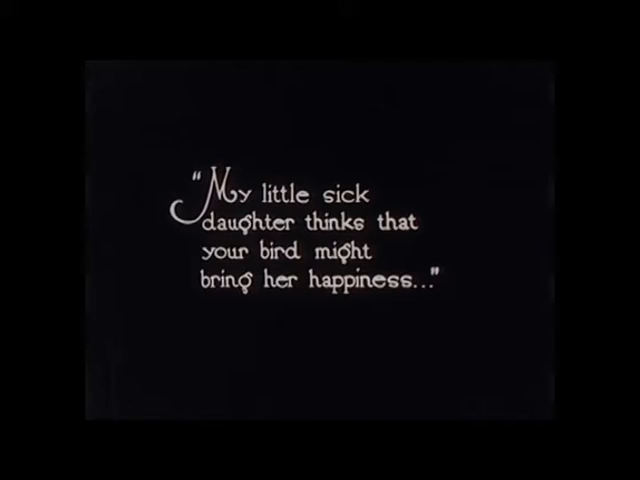 "My little sick
daughter thinks that
your bird might
bring her happiness..."